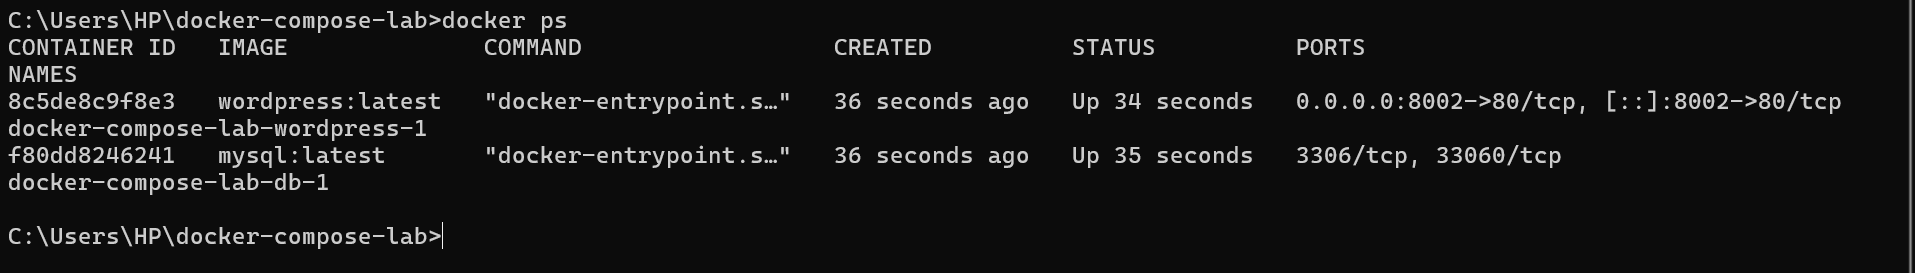 C:\Users\HP\docker-compose-lab>docker ps
CONTAINER ID   IMAGE              COMMAND                  CREATED          STATUS          PORTS
NAMES
8c5de8c9f8e3   wordpress:latest   "docker-entrypoint.s…"   36 seconds ago   Up 34 seconds   0.0.0.0:8002->80/tcp, [::]:8002->80/tcp
docker-compose-lab-wordpress-1
f80dd8246241   mysql:latest       "docker-entrypoint.s…"   36 seconds ago   Up 35 seconds   3306/tcp, 33060/tcp
docker-compose-lab-db-1
C:\Users\HP\docker-compose-lab>